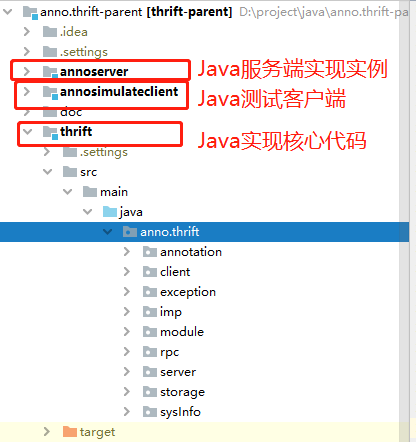 anno.thrift-parent [thrift-parent] D:\project\java\anno.thrift-pa
.idea
.settings
annoserver Java服务端实现实例
annosimulateclient Java测试客户端
doc
thrift Java实现核心代码
.settings
src
main
java
anno.thrift
annotation
client
exception
imp
module
rpc
server
storage
sysInfo
target